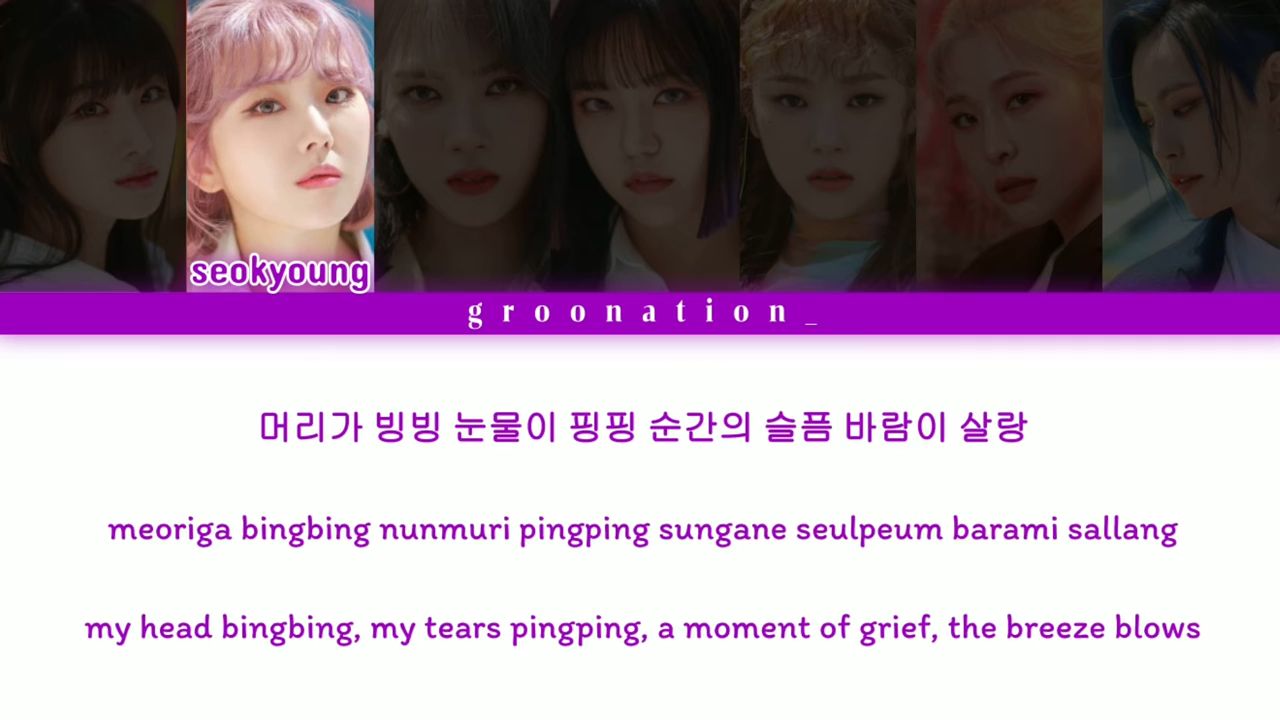 seokyoung
groonation_
머리가 빙빙 눈물이 핑핑 순간의 슬픔 바람이 살랑
meoriga bingbing nunmuri pingping sungane seulpeum barami sallang
my head bingbing, my tears pingping, a moment of grief, the breeze blows